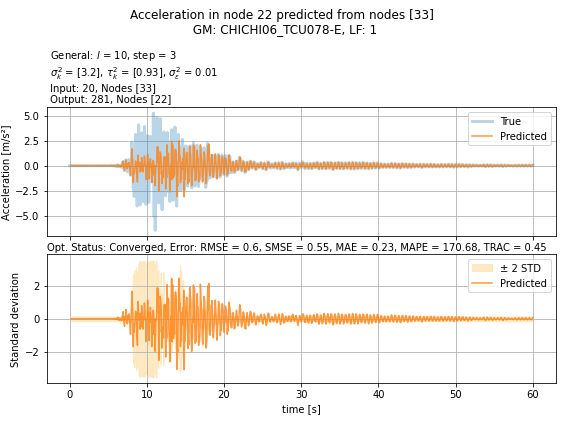 Acceleration in node 22 predicted from nodes [33]
GM: CHICHI06_TCU078-E, LF: 1
General: l = 10, step = 3
σ_k² = [3.2], τ_k² = [0.93], σ_ε² = 0.01
Input: 20, Nodes [33]
Output: 281, Nodes [22]
5.0
2.5
0.0
−2.5
−5.0
Acceleration [m/s²]
True
Predicted
Opt. Status: Converged, Error: RMSE = 0.6, SMSE = 0.55, MAE = 0.23, MAPE = 170.68, TRAC = 0.45
2
0
−2
Standard deviation
± 2 STD
Predicted
0 10 20 30 40 50 60
time [s]